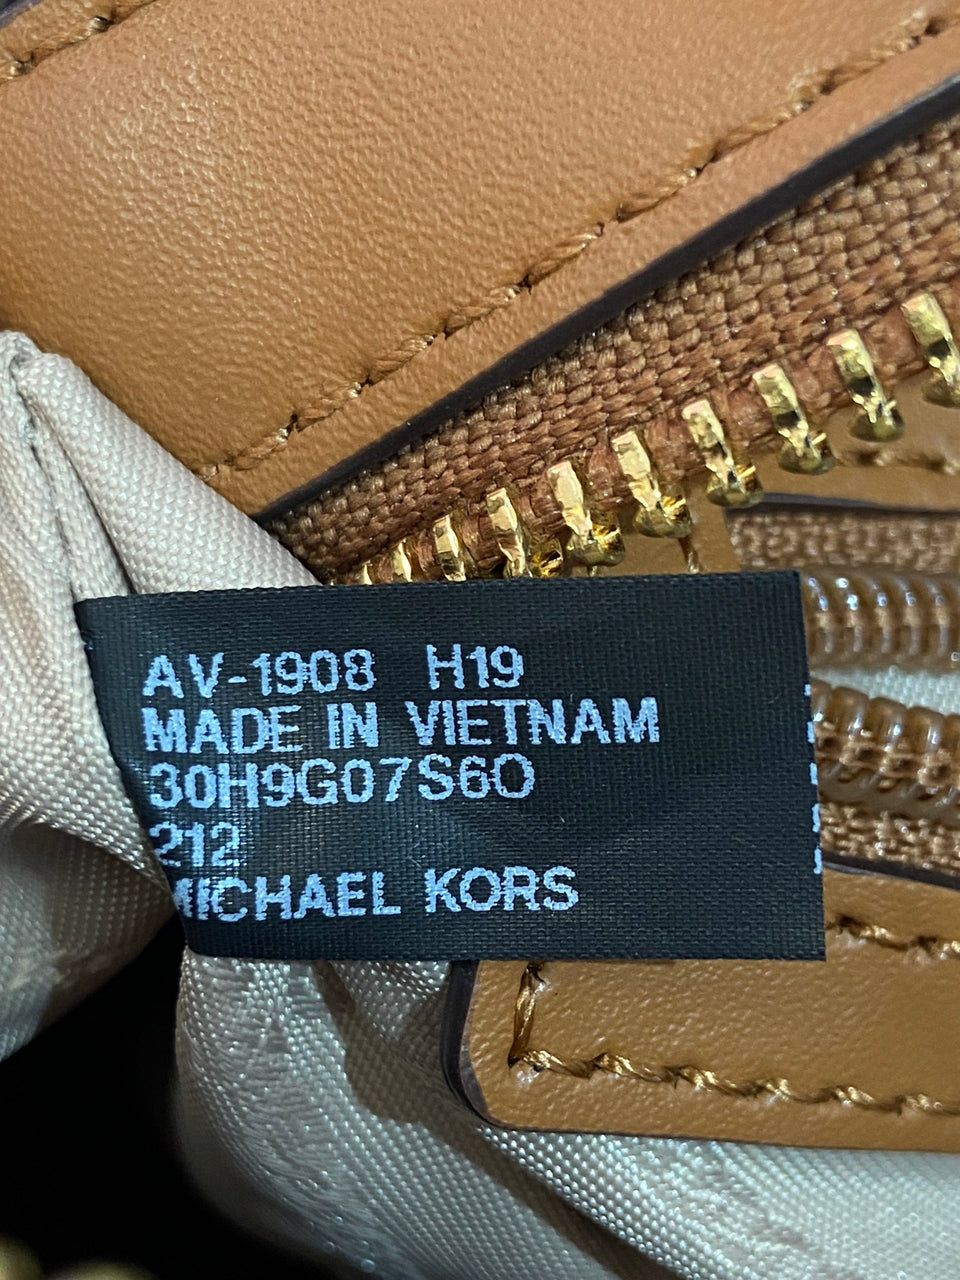 AV-1908 H19
MADE IN VIETNAM
30H9G07S6O
212
MICHAEL KORS